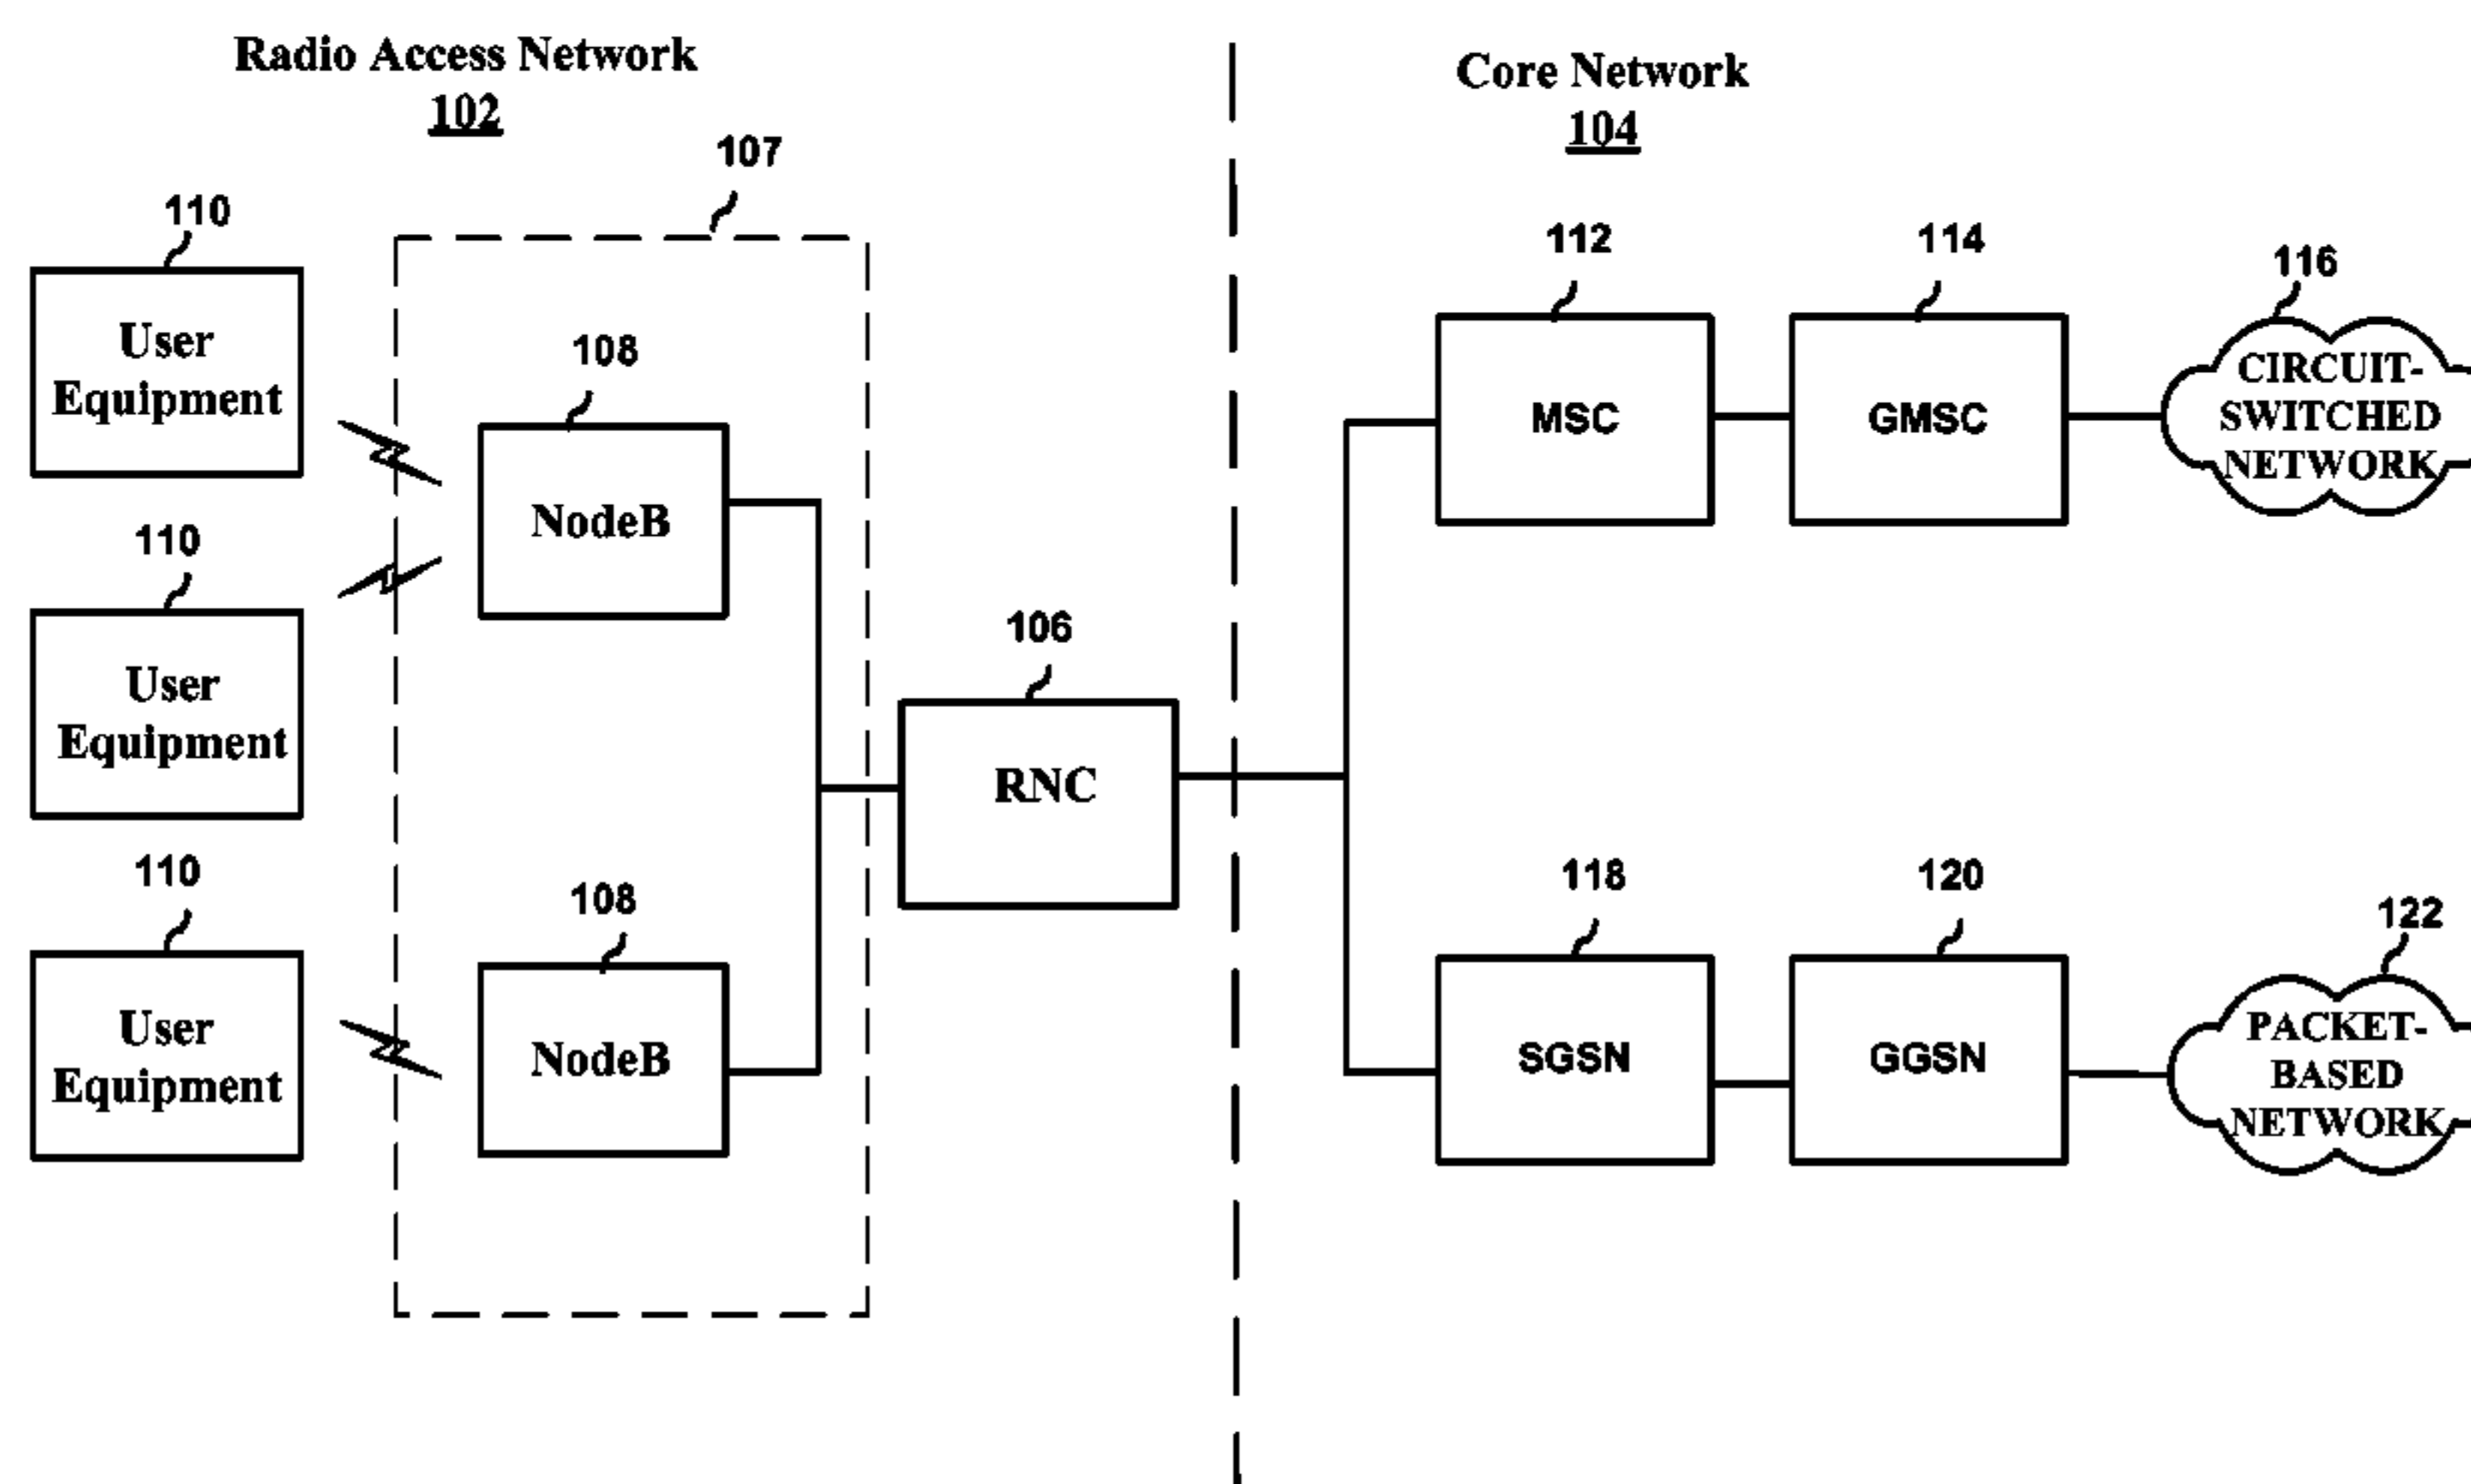 Radio Access Network
102
Core Network
104
107
110
User
Equipment
108
NodeB
110
User
Equipment
106
RNC
110
User
Equipment
108
NodeB
112
MSC
114
GMSC
116
CIRCUIT-
SWITCHED
NETWORK
118
SGSN
120
GGSN
122
PACKET-
BASED
NETWORK